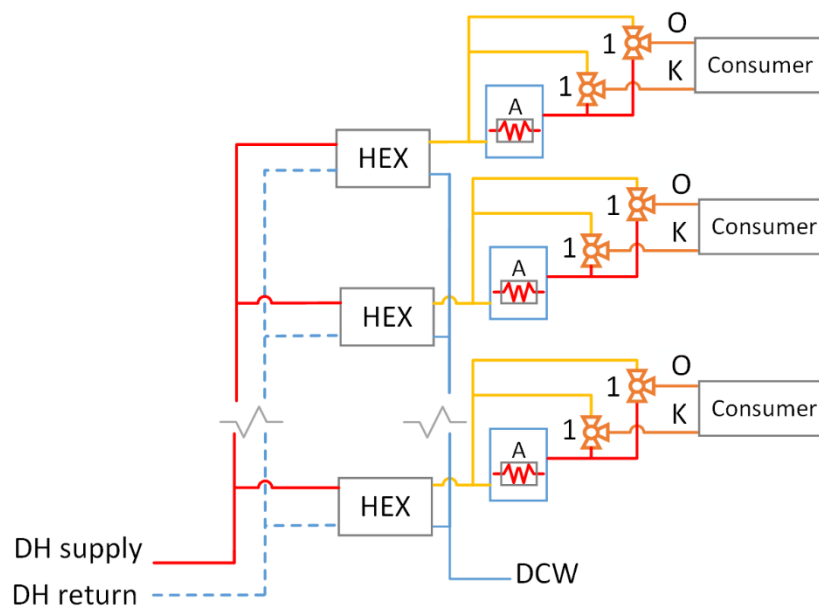 O
1
K
Consumer
1
A
HEX
O
1
K
Consumer
1
A
HEX
O
1
K
Consumer
1
A
HEX
DH supply
DCW
DH return